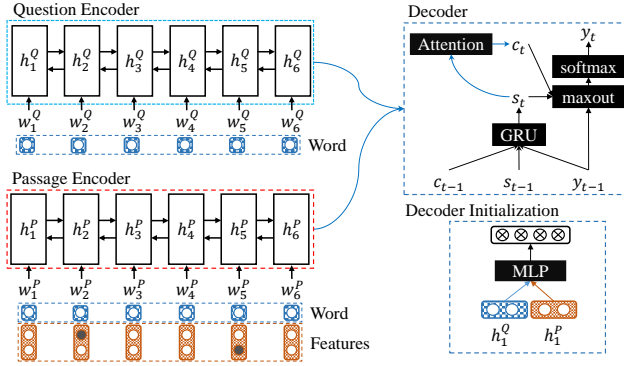 Question Encoder
h_1^Q h_2^Q h_3^Q h_4^Q h_5^Q h_6^Q
w_1^Q w_2^Q w_3^Q w_4^Q w_5^Q w_6^Q
Word
Passage Encoder
h_1^P h_2^P h_3^P h_4^P h_5^P h_6^P
w_1^P w_2^P w_3^P w_4^P w_5^P w_6^P
Word
Features
Decoder
y_t
Attention c_t
softmax
s_t maxout
GRU
c_{t-1} s_{t-1} y_{t-1}
Decoder Initialization
MLP
h_1^Q h_1^P